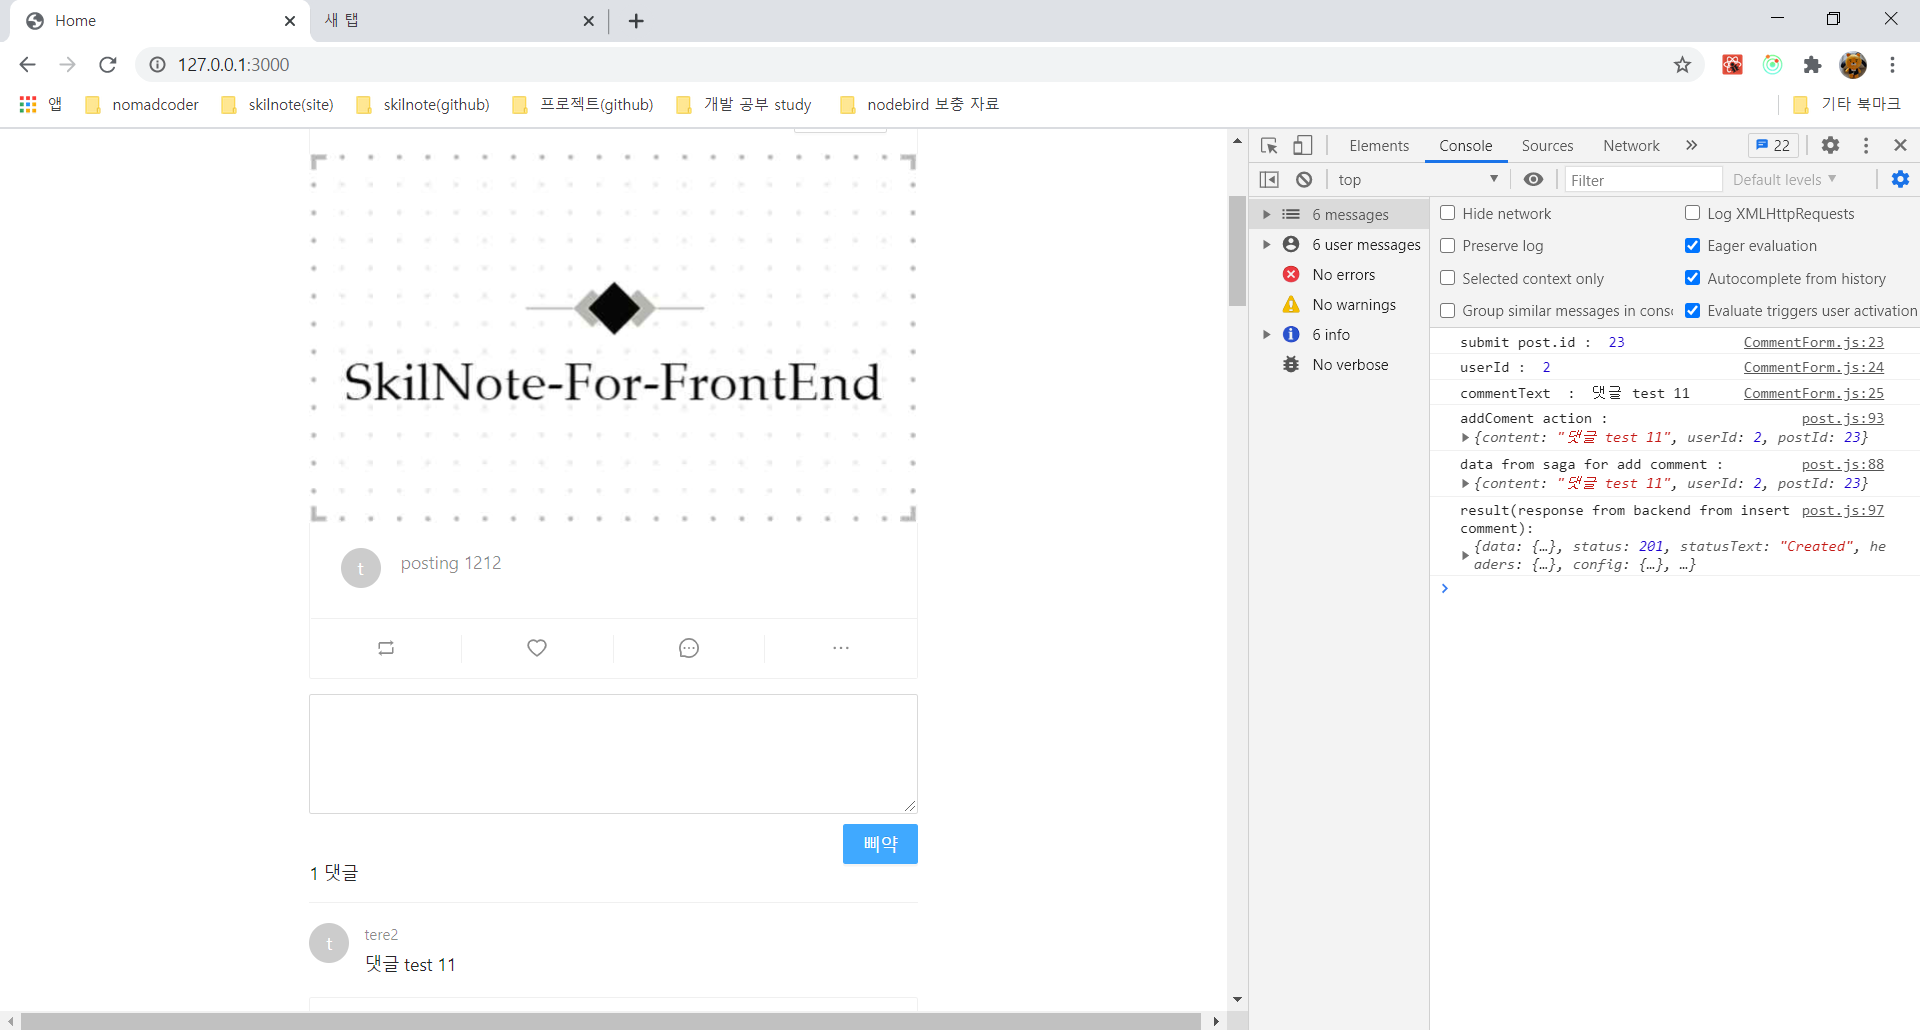 Home
새 탭
127.0.0.1:3000
앱 nomadcoder skilnote(site) skilnote(github) 프로젝트(github) 개발 공부 study nodebird 보충 자료 기타 북마크
SkilNote-For-FrontEnd
t posting 1212
삐약
1 댓글
t tere2
댓글 test 11
Elements Console Sources Network 22
top Filter Default levels
6 messages
6 user messages
No errors
No warnings
6 info
No verbose
Hide network Log XMLHttpRequests
Preserve log Eager evaluation
Selected context only Autocomplete from history
Group similar messages in conso Evaluate triggers user activation
submit post.id : 23 CommentForm.js:23
userId : 2 CommentForm.js:24
commentText : 댓글 test 11 CommentForm.js:25
addComent action : post.js:93
{content: "댓글 test 11", userId: 2, postId: 23}
data from saga for add comment : post.js:88
{content: "댓글 test 11", userId: 2, postId: 23}
result(response from backend from insert post.js:97
comment):
{data: {…}, status: 201, statusText: "Created", he
aders: {…}, config: {…}, …}